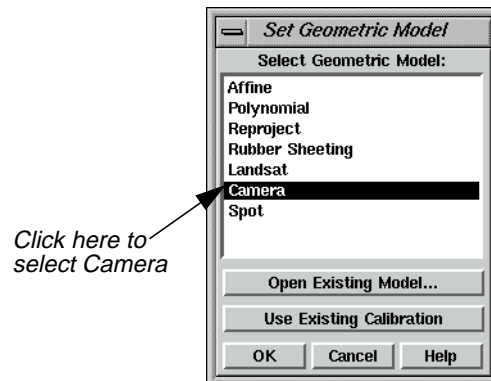 Set Geometric Model
Select Geometric Model:
Affine
Polynomial
Reproject
Rubber Sheeting
Landsat
Camera
Spot
Click here to
select Camera
Open Existing Model...
Use Existing Calibration
OK Cancel Help